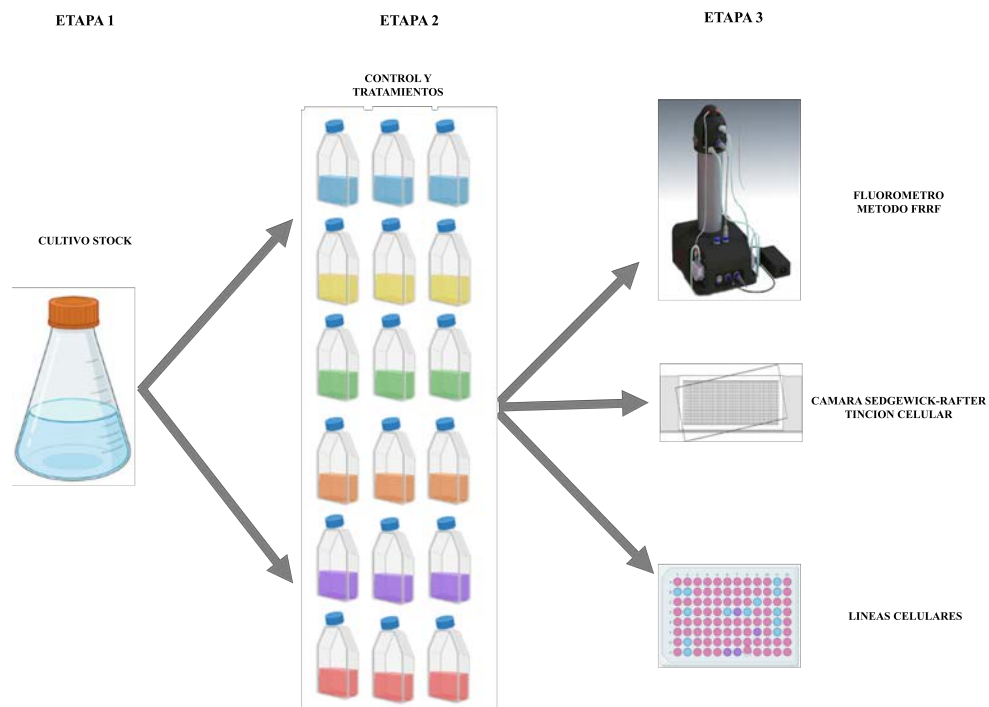 ETAPA 1
ETAPA 2
ETAPA 3
CULTIVO STOCK
CONTROL Y
TRATAMIENTOS
FLUOROMETRO
METODO FRRF
CAMARA SEDGEWICK-RAFTER
TINCION CELULAR
LINEAS CELULARES